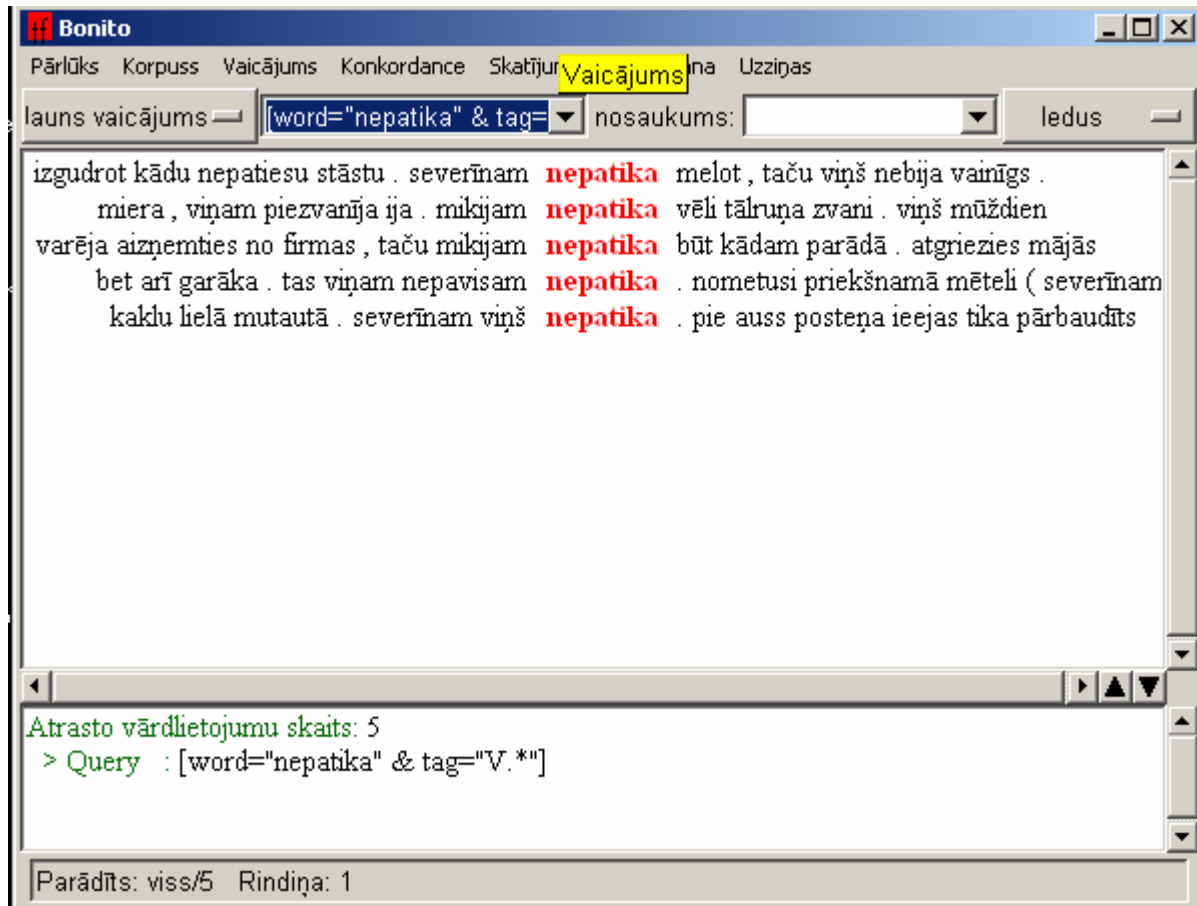 Bonito
Pārlūks Korpuss Vaicājums Konkordance Skatījum na Uzziņas
Vaicājums
launs vaicājums [word="nepatika" & tag= nosaukums: ledus
izgudrot kādu nepatiesu stāstu . severīnam nepatika melot , taču viņš nebija vainīgs .
miera , viņam piezvanīja ija . mikijam nepatika vēli tālruņa zvani . viņš mūždien
varēja aizņemties no firmas , taču mikijam nepatika būt kādam parādā . atgriezies mājās
bet arī garāka . tas viņam nepavisam nepatika . nometusi priekšnamā mēteli ( severīnam
kaklu lielā mutautā . severīnam viņš nepatika . pie auss posteņa ieejas tika pārbaudīts
Atrasto vārdlietojumu skaits: 5
> Query : [word="nepatika" & tag="V.*"]
Parādīts: viss/5 Rindiņa: 1